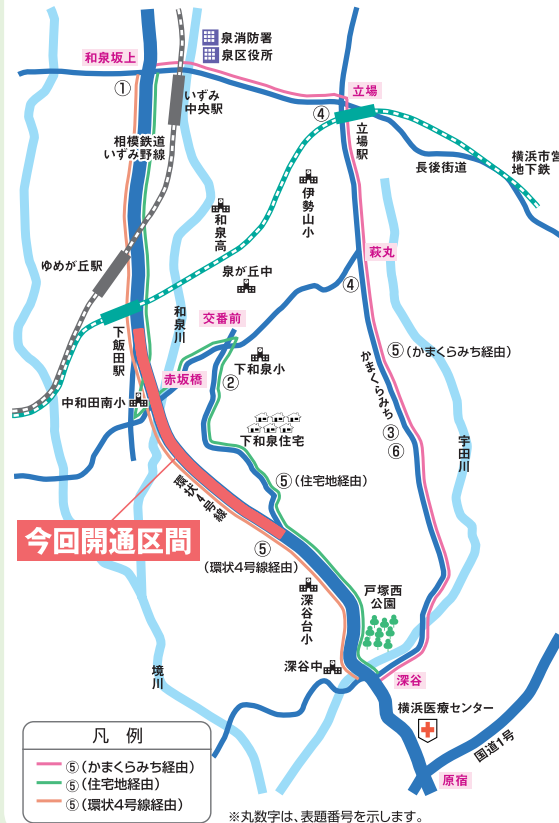 泉消防署
泉区役所
和泉坂上
①
いずみ
中央駅
立場
④
立場駅
相模鉄道
いずみ野線
長後街道
横浜市営
地下鉄
伊勢山小
和泉高
ゆめが丘駅
泉が丘中
萩丸
④
和泉川
交番前
下飯田駅
下和泉小
⑤(かまくらみち経由)
かまくらみち
赤坂橋
②
中和田南小
③
⑥
下和泉住宅
宇田川
⑤(住宅地経由)
環状4号線
今回開通区間
⑤
(環状4号線経由)
深谷台小
戸塚西
公園
深谷中
深谷
境川
横浜医療センター
国道1号
原宿
凡 例
⑤(かまくらみち経由)
⑤(住宅地経由)
⑤(環状4号線経由)
※丸数字は、表題番号を示します。